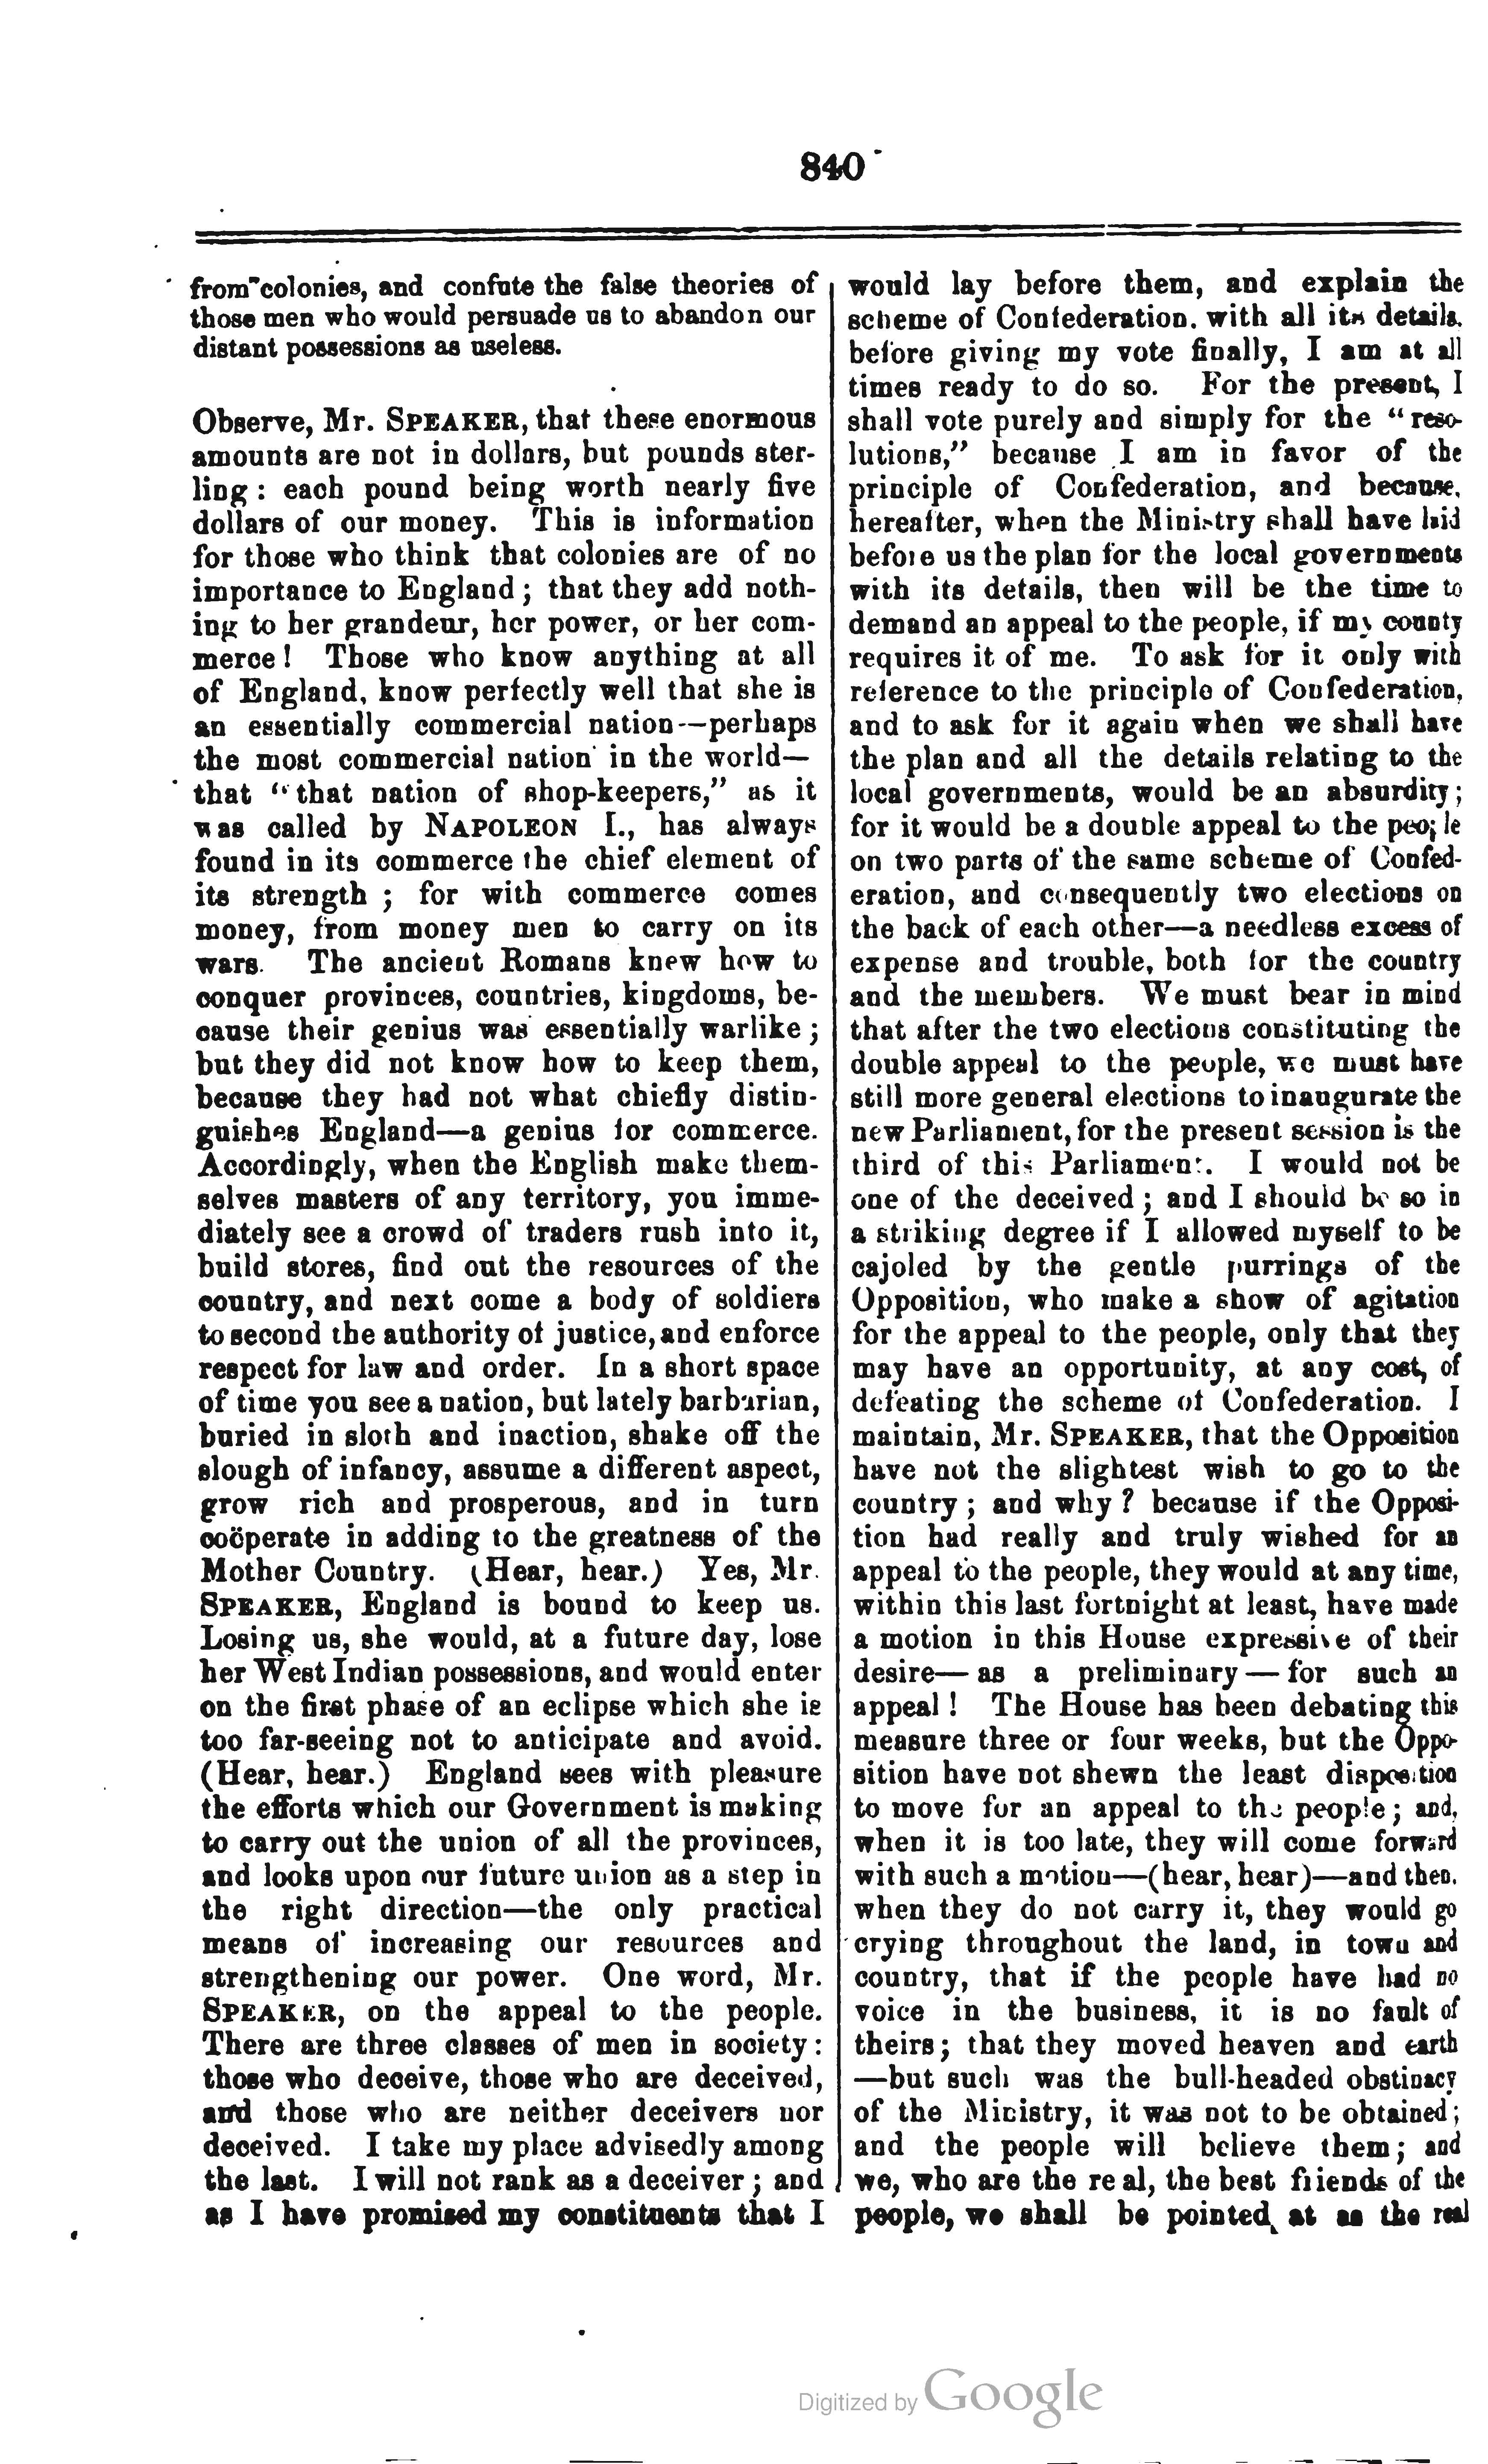 840
from colonies, and confute the false theories of
those men who would persuade us to abandon our
distant possessions as useless.
Observe, Mr. SPEAKER, that these enormous
amounts are not in dollars, but pounds ster-
ling : each pound being worth nearly five
dollars of our money. This is information
for those who think that colonies are of no
importance to England ; that they add noth-
ing to her grandeur, her power, or her com-
merce ! Those who know anything at all
of England, know perfectly well that she is
an essentially commercial nation—perhaps
the most commercial nation in the world—
that "that nation of shop-keepers," as it
was called by NAPOLEON I., has always
found in its commerce the chief element of
its strength ; for with commerce comes
money, from money men to carry on its
wars. The ancient Romans knew how to
conquer provinces, countries, kingdoms, be-
cause their genius was essentially warlike ;
but they did not know how to keep them,
because they had not what chiefly distin-
guishes England—a genius for commerce.
Accordingly, when the English make them-
selves masters of any territory, you imme-
diately see a crowd of traders rush into it,
build stores, find out the resources of the
country, and next come a body of soldiers
to second the authority of justice, and enforce
respect for law and order. In a short space
of time you see a nation, but lately barbarian,
buried in sloth and inaction, shake off the
slough of infancy, assume a different aspect,
grow rich and prosperous, and in turn
coöperate in adding to the greatness of the
Mother Country. (Hear, hear.) Yes, Mr.
SPEAKER, England is bound to keep us.
Losing us, she would, at a future day, lose
her West Indian possessions, and would enter
on the first phase of an eclipse which she is
too far-seeing not to anticipate and avoid.
(Hear, hear.) England sees with pleasure
the efforts which our Government is making
to carry out the union of all the provinces,
and looks upon our future union as a step in
the right direction—the only practical
means of increasing our resources and
strengthening our power. One word, Mr.
SPEAKER, on the appeal to the people.
There are three classes of men in society :
those who deceive, those who are deceived,
and those who are neither deceivers nor
deceived. I take my place advisedly among
the last. I will not rank as a deceiver ; and
as I have promised my constituents that I
would lay before them, and explain the
scheme of Confederation, with all its details,
before giving my vote finally, I am at all
times ready to do so. For the present, I
shall vote purely and simply for the "reso-
lutions," because I am in favor of the
principle of Confederation, and because,
hereafter, when the Ministry shall have laid
before us the plan for the local governments
with its details, then will be the time to
demand an appeal to the people, if my county
requires it of me. To ask for it only with
reference to the principle of Confederation,
and to ask for it again when we shall have
the plan and all the details relating to the
local governments, would be an absurdity ;
for it would be a double appeal to the people
on two parts of the same scheme of Confed-
eration, and consequently two elections on
the back of each other—a needless excess of
expense and trouble, both for the country
and the members. We must bear in mind
that after the two elections constituting the
double appeal to the people, we must have
still more general elections to inaugurate the
new Parliament, for the present session is the
third of this Parliament. I would not be
one of the deceived ; and I should be so in
a striking degree if I allowed myself to be
cajoled by the gentle purrings of the
Opposition, who make a show of agitation
for the appeal to the people, only that they
may have an opportunity, at any cost, of
defeating the scheme of Confederation. I
maintain, Mr. SPEAKER, that the Opposition
have not the slightest wish to go to the
country ; and why ? because if the Opposi-
tion had really and truly wished for an
appeal to the people, they would at any time,
within this last fortnight at least, have made
a motion in this House expressive of their
desire—as a preliminary—for such an
appeal ! The House has been debating this
measure three or four weeks, but the Oppo-
sition have not shewn the least disposition
to move for an appeal to the people ; and,
when it is too late, they will come forward
with such a motion—(hear, hear)—and then,
when they do not carry it, they would go
crying throughout the land, in town and
country, that if the people have had no
voice in the business, it is no fault of
theirs ; that they moved heaven and earth
—but such was the bull-headed obstinacy
of the Ministry, it was not to be obtained ;
and the people will believe them ; and
we, who are the real, the best friends of the
people, we shall be pointed at as the real
Digitized by Google